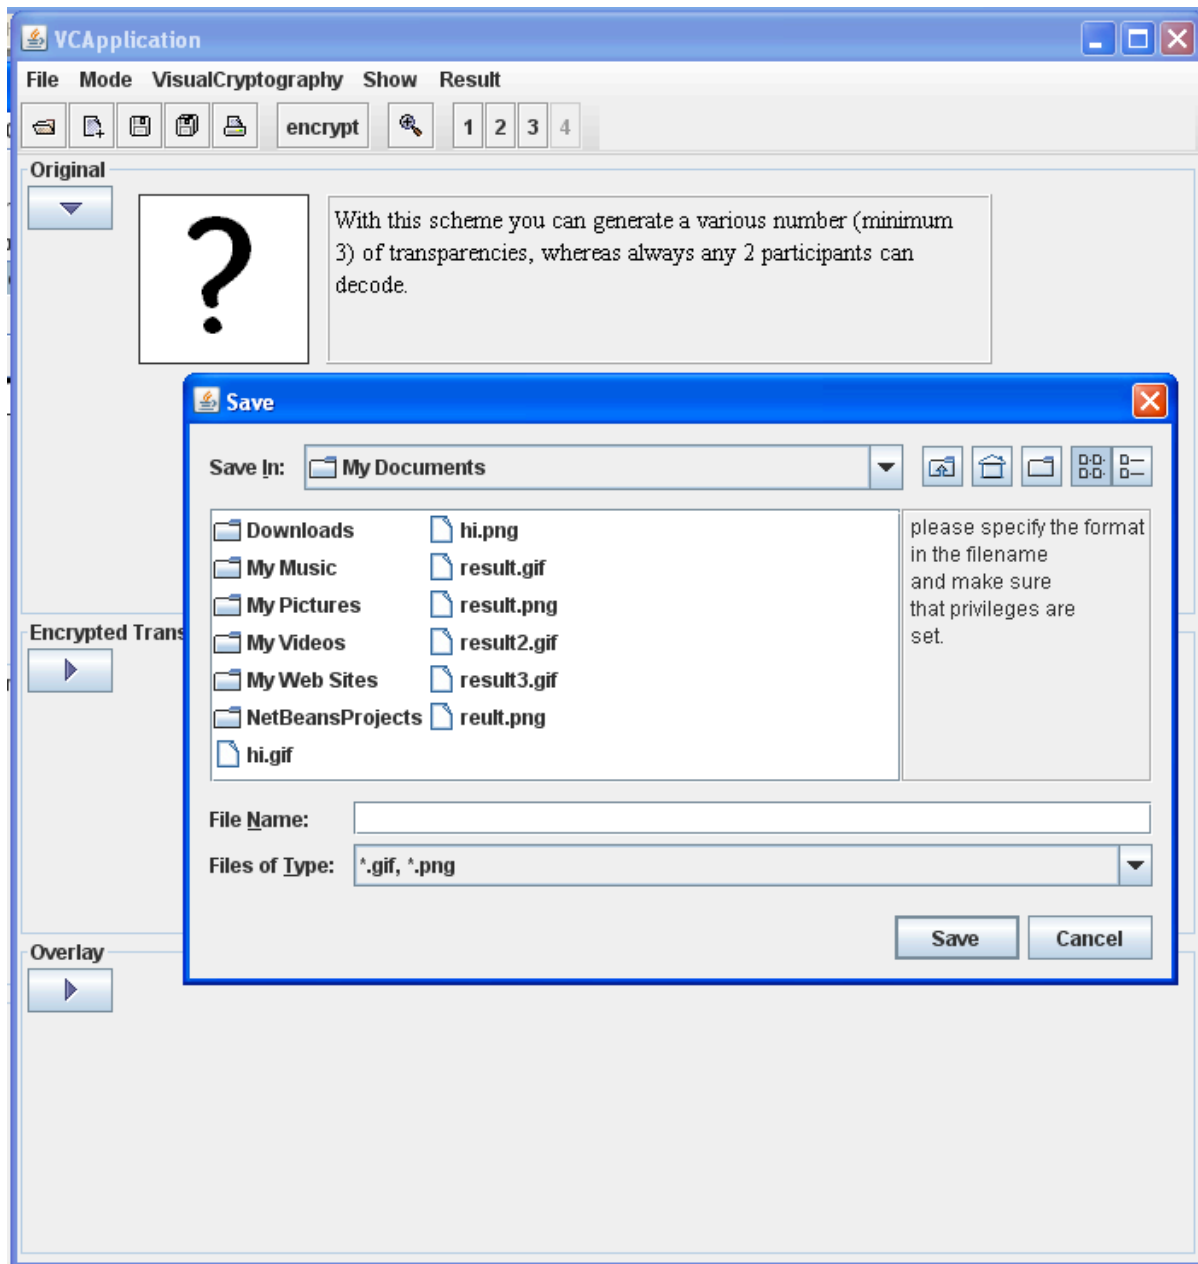 VCApplication
File Mode VisualCryptography Show Result
encrypt 1 2 3 4
Original
?
With this scheme you can generate a various number (minimum
3) of transparencies, whereas always any 2 participants can
decode.
Save
Save In: My Documents
Downloads
My Music
My Pictures
My Videos
My Web Sites
NetBeansProjects
hi.gif
hi.png
result.gif
result.png
result2.gif
result3.gif
reult.png
please specify the format
in the filename
and make sure
that privileges are
set.
File Name:
Files of Type: *.gif, *.png
Save Cancel
Encrypted Trans
Overlay